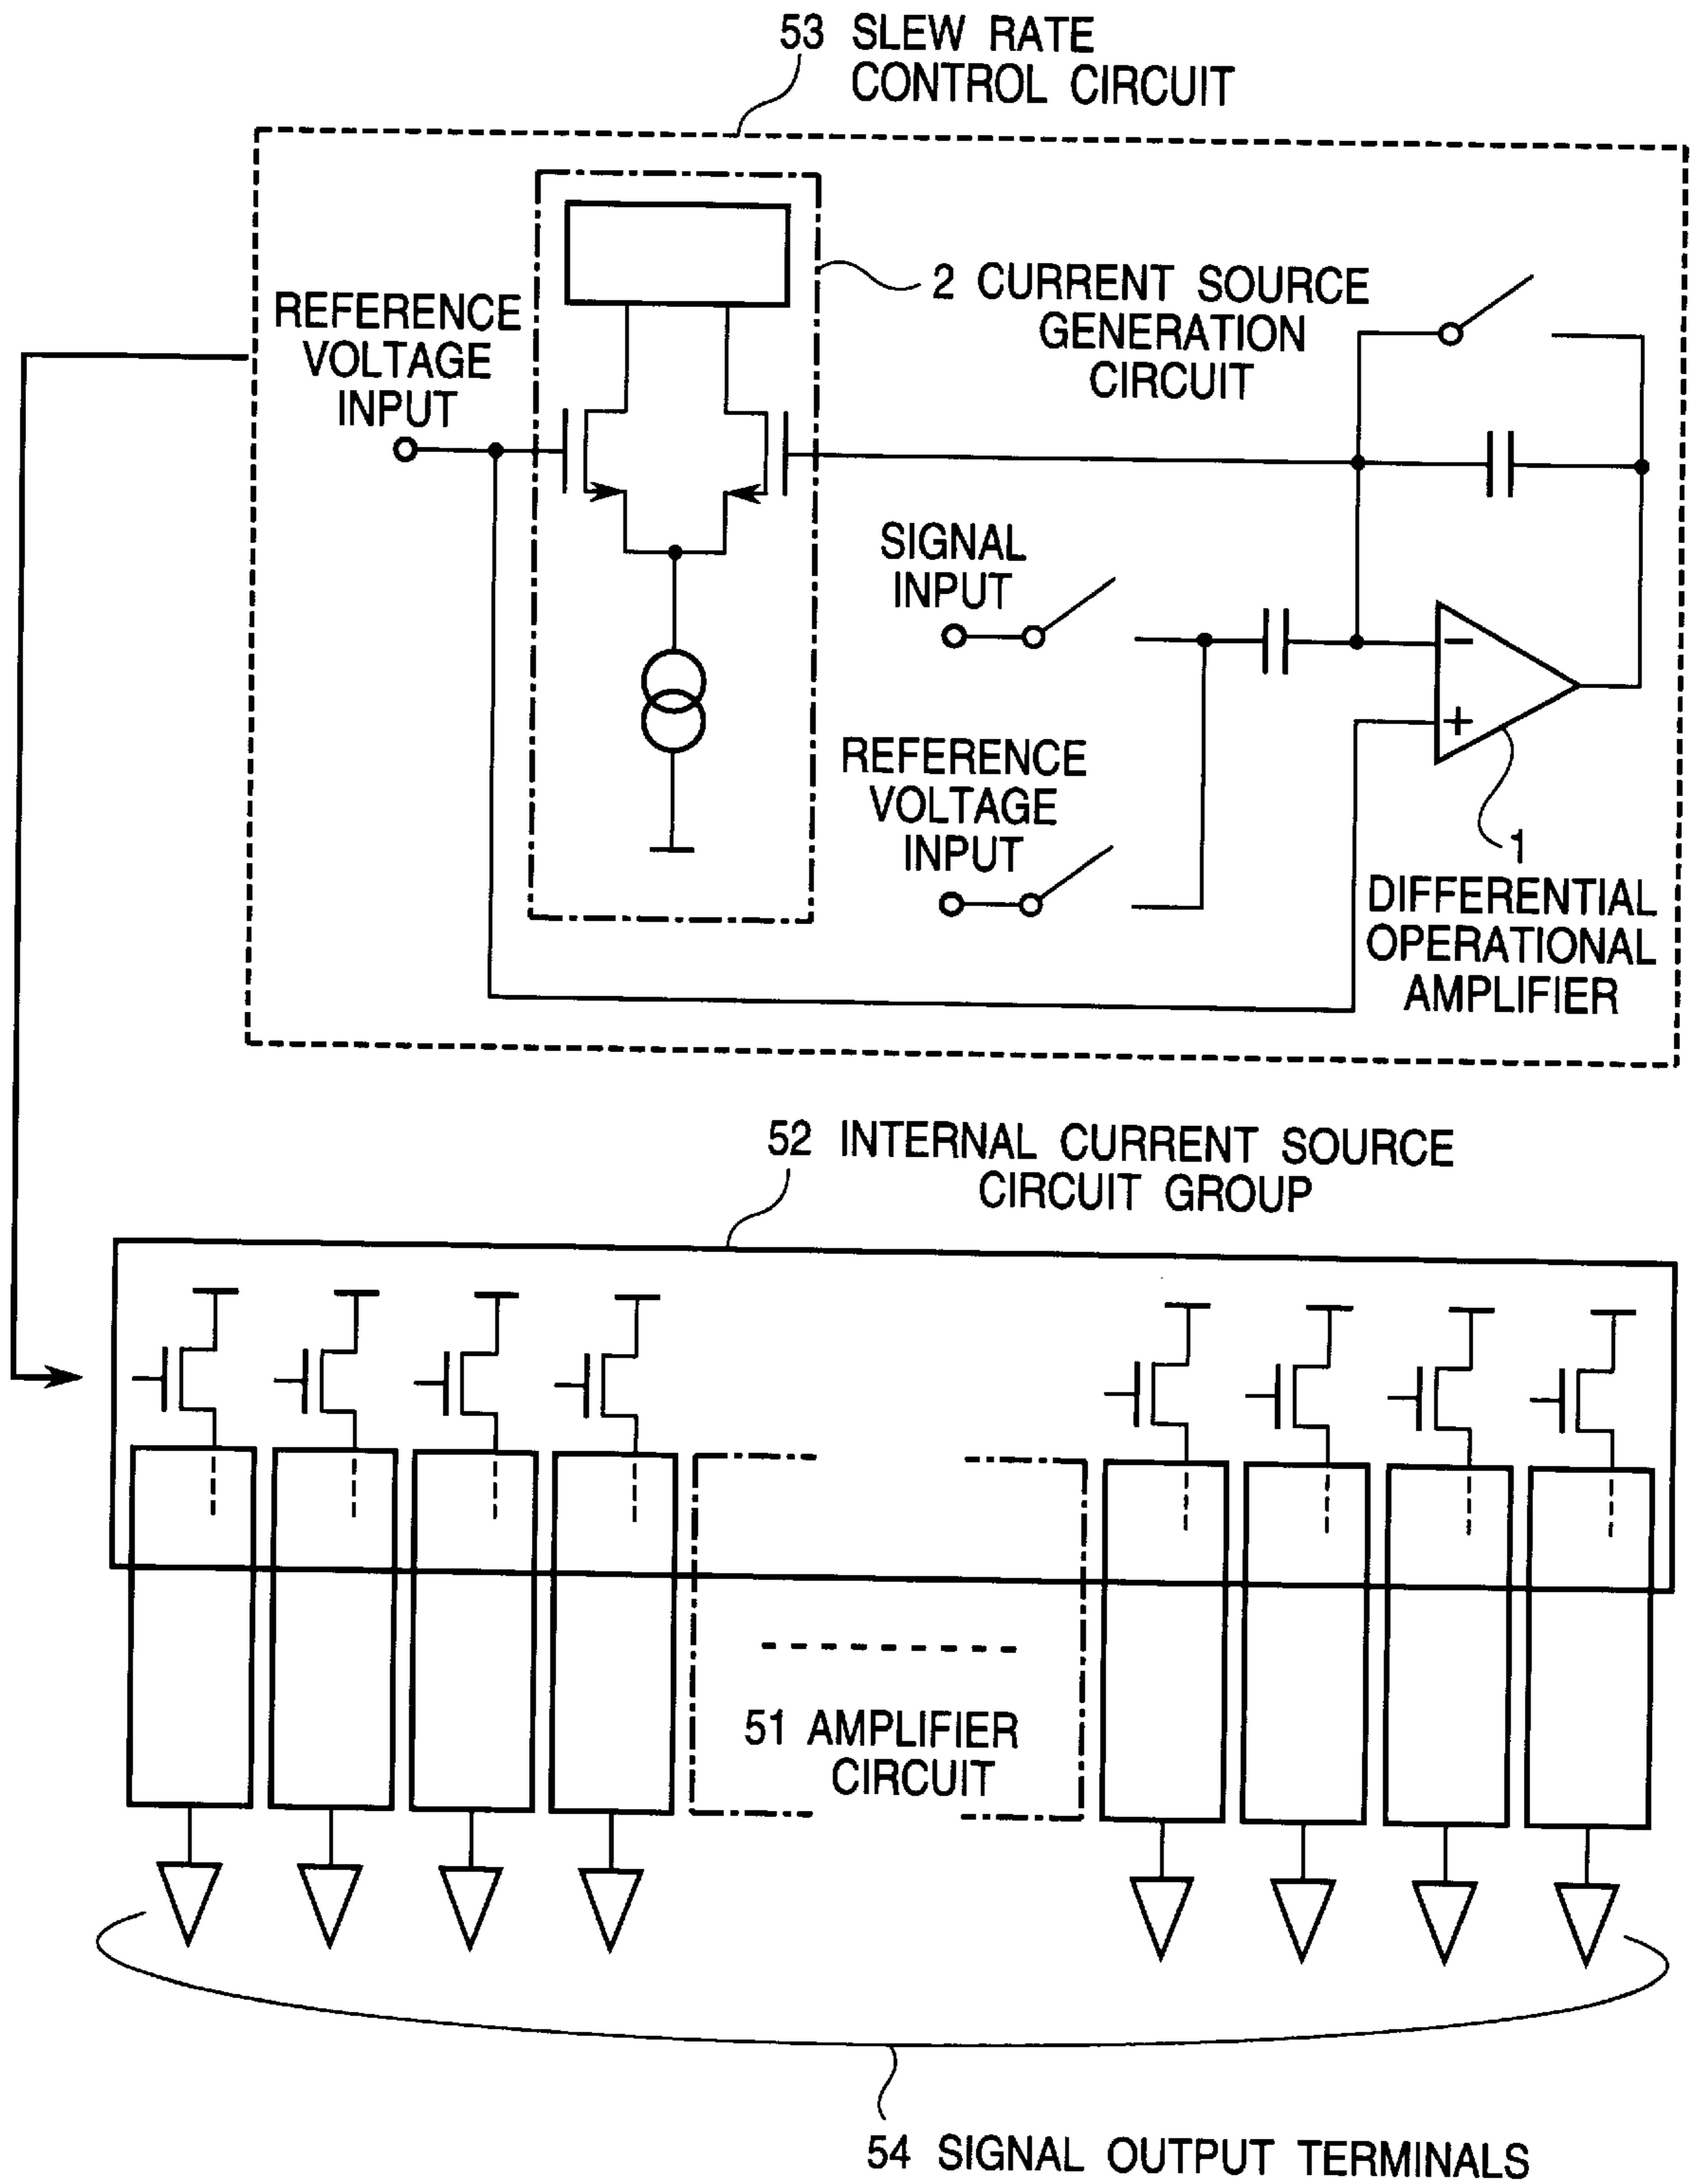 53 SLEW RATE
CONTROL CIRCUIT
2 CURRENT SOURCE
GENERATION
CIRCUIT
REFERENCE
VOLTAGE
INPUT
SIGNAL
INPUT
−
+
REFERENCE
VOLTAGE
INPUT
1
DIFFERENTIAL
OPERATIONAL
AMPLIFIER
52 INTERNAL CURRENT SOURCE
CIRCUIT GROUP
51 AMPLIFIER
CIRCUIT
54 SIGNAL OUTPUT TERMINALS